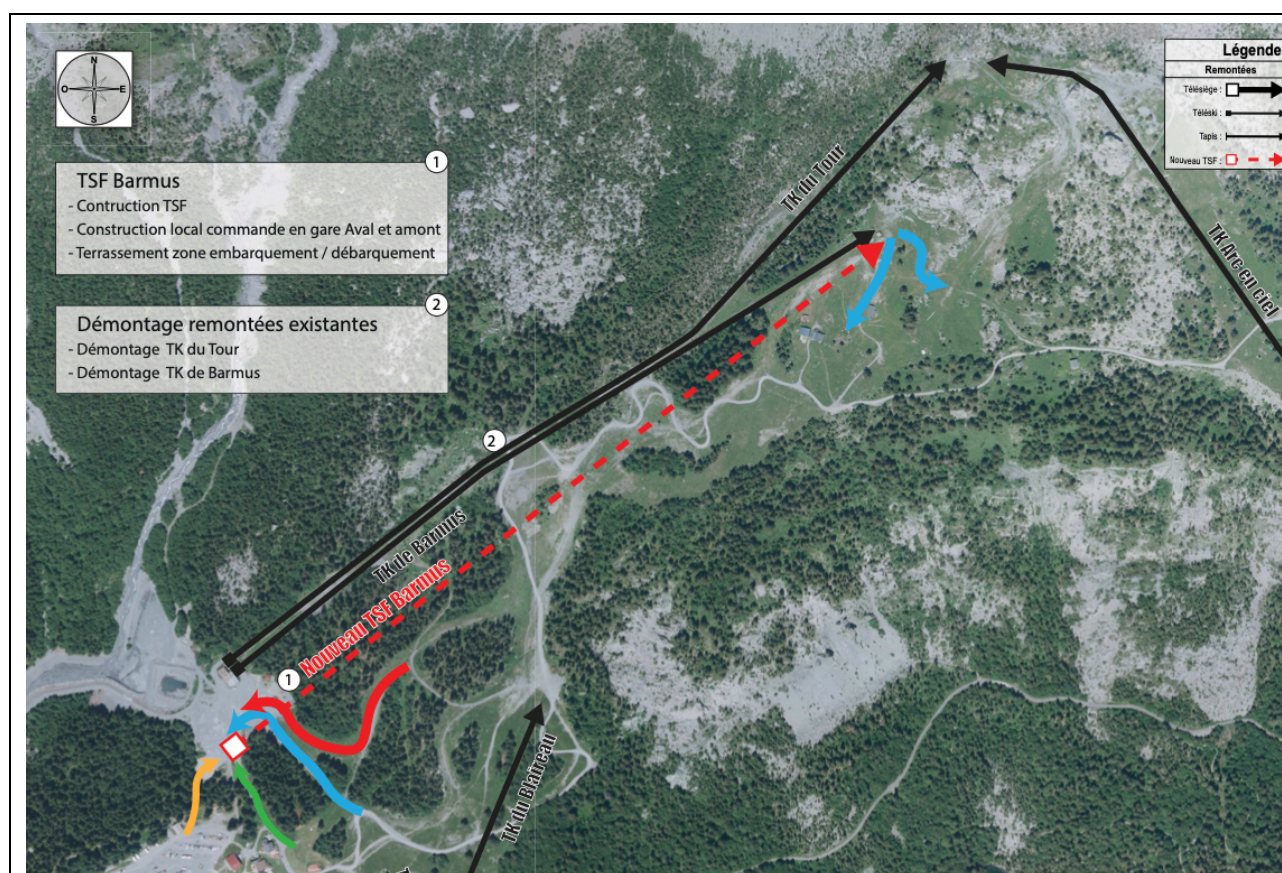 N
O
E
S
Légende
Remontées
Télésiège :
Téléski :
Tapis :
Nouveau TSF :
1
TSF Barmus
- Contruction TSF
- Construction local commande en gare Aval et amont
- Terrassement zone embarquement / débarquement
2
Démontage remontées existantes
- Démontage TK du Tour
- Démontage TK de Barmus
TK du Tour
TK Arc en ciel
2
TK de Barmus
Nouveau TSF Barmus
1
TK du Blaireau